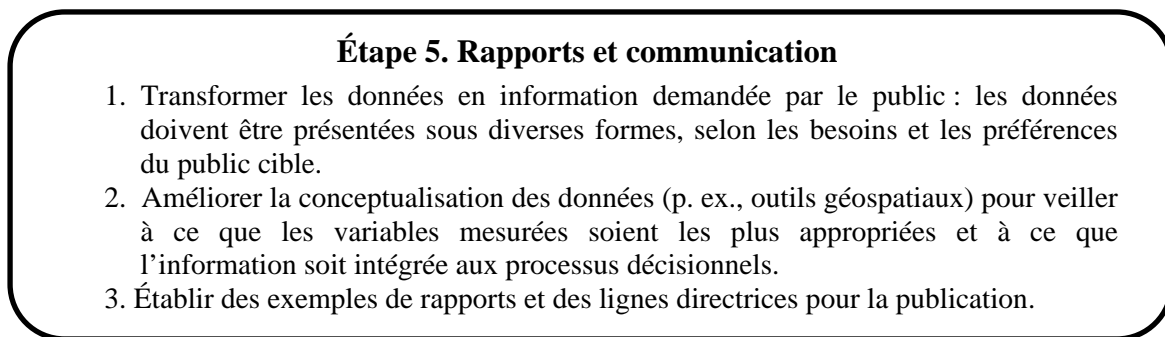 Étape 5. Rapports et communication
1. Transformer les données en information demandée par le public : les données
doivent être présentées sous diverses formes, selon les besoins et les préférences
du public cible.
2. Améliorer la conceptualisation des données (p. ex., outils géospatiaux) pour veiller
à ce que les variables mesurées soient les plus appropriées et à ce que
l’information soit intégrée aux processus décisionnels.
3. Établir des exemples de rapports et des lignes directrices pour la publication.